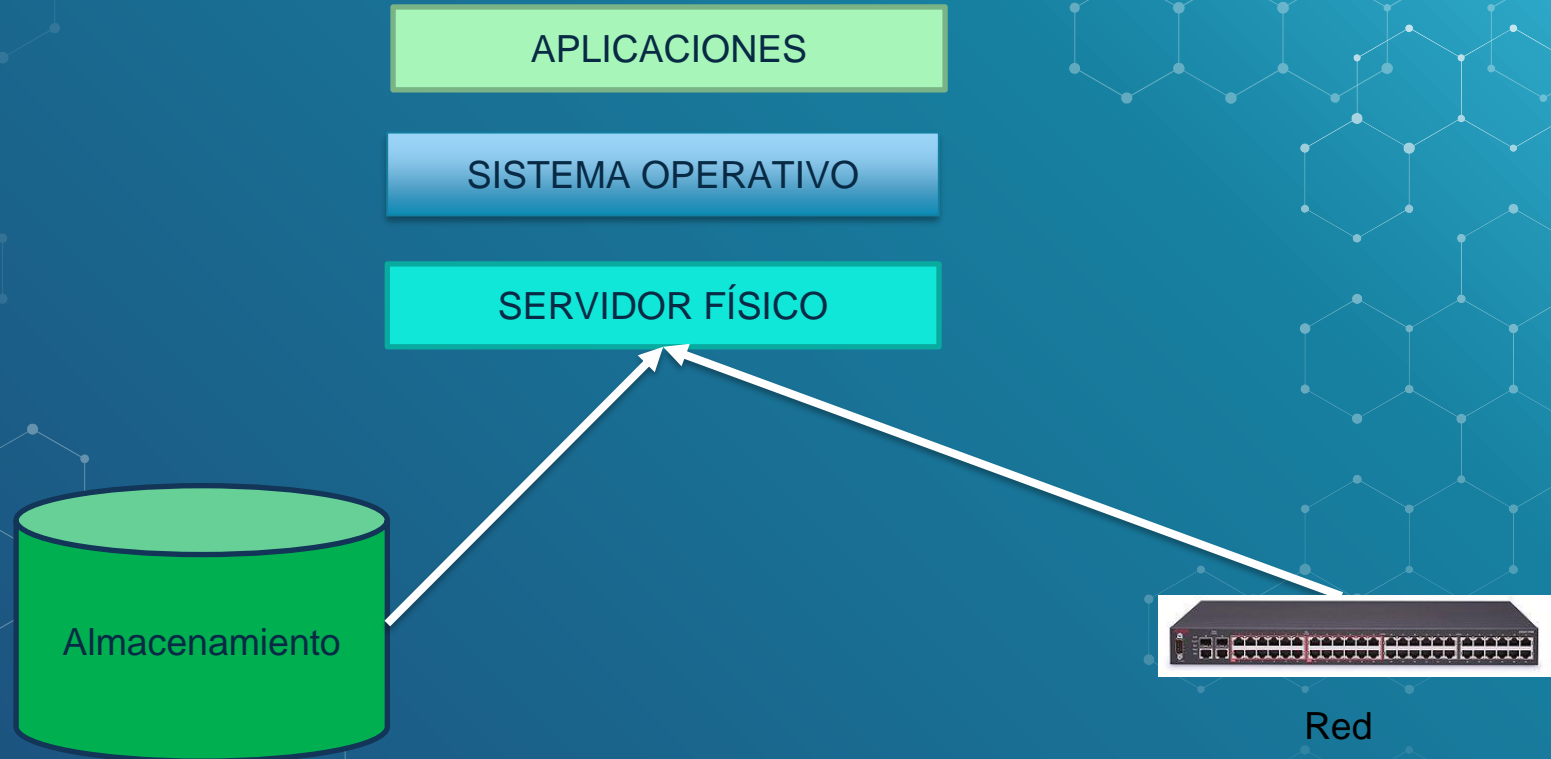 APLICACIONES
SISTEMA OPERATIVO
SERVIDOR FÍSICO
Almacenamiento
Red